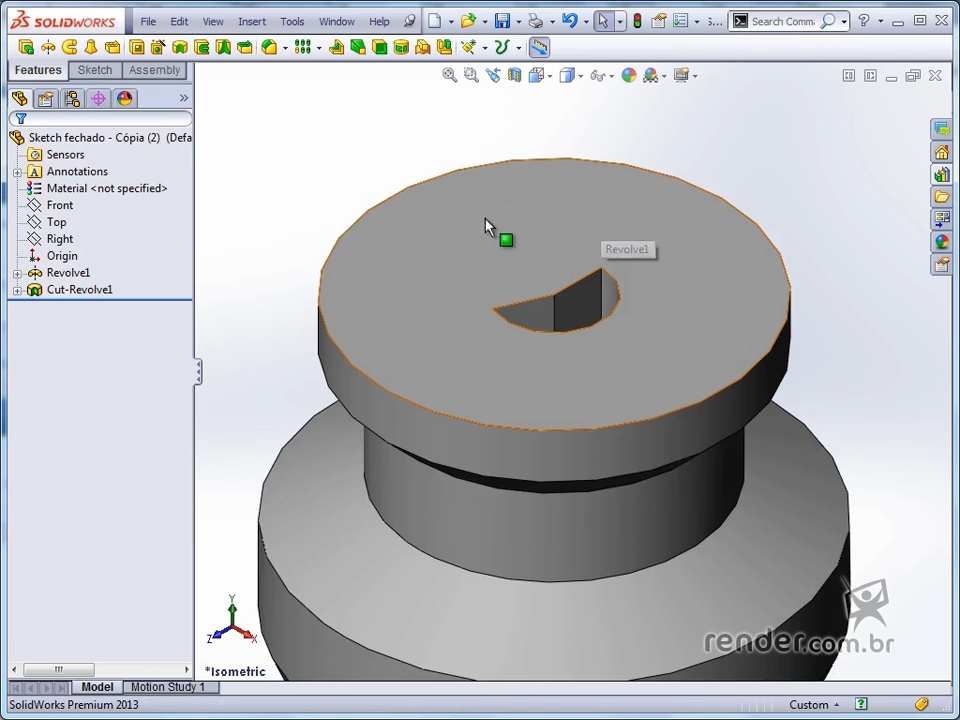 SOLIDWORKS File Edit View Insert Tools Window Help S... Search Comm
Features Sketch Assembly
Sketch fechado - Cópia (2) (Defa
Sensors
Annotations
Material <not specified>
Front
Top
Right
Origin
Revolve1
Cut-Revolve1
Revolve1
Y
Z X
*Isometric
render.com.br
Model Motion Study 1
SolidWorks Premium 2013 Custom